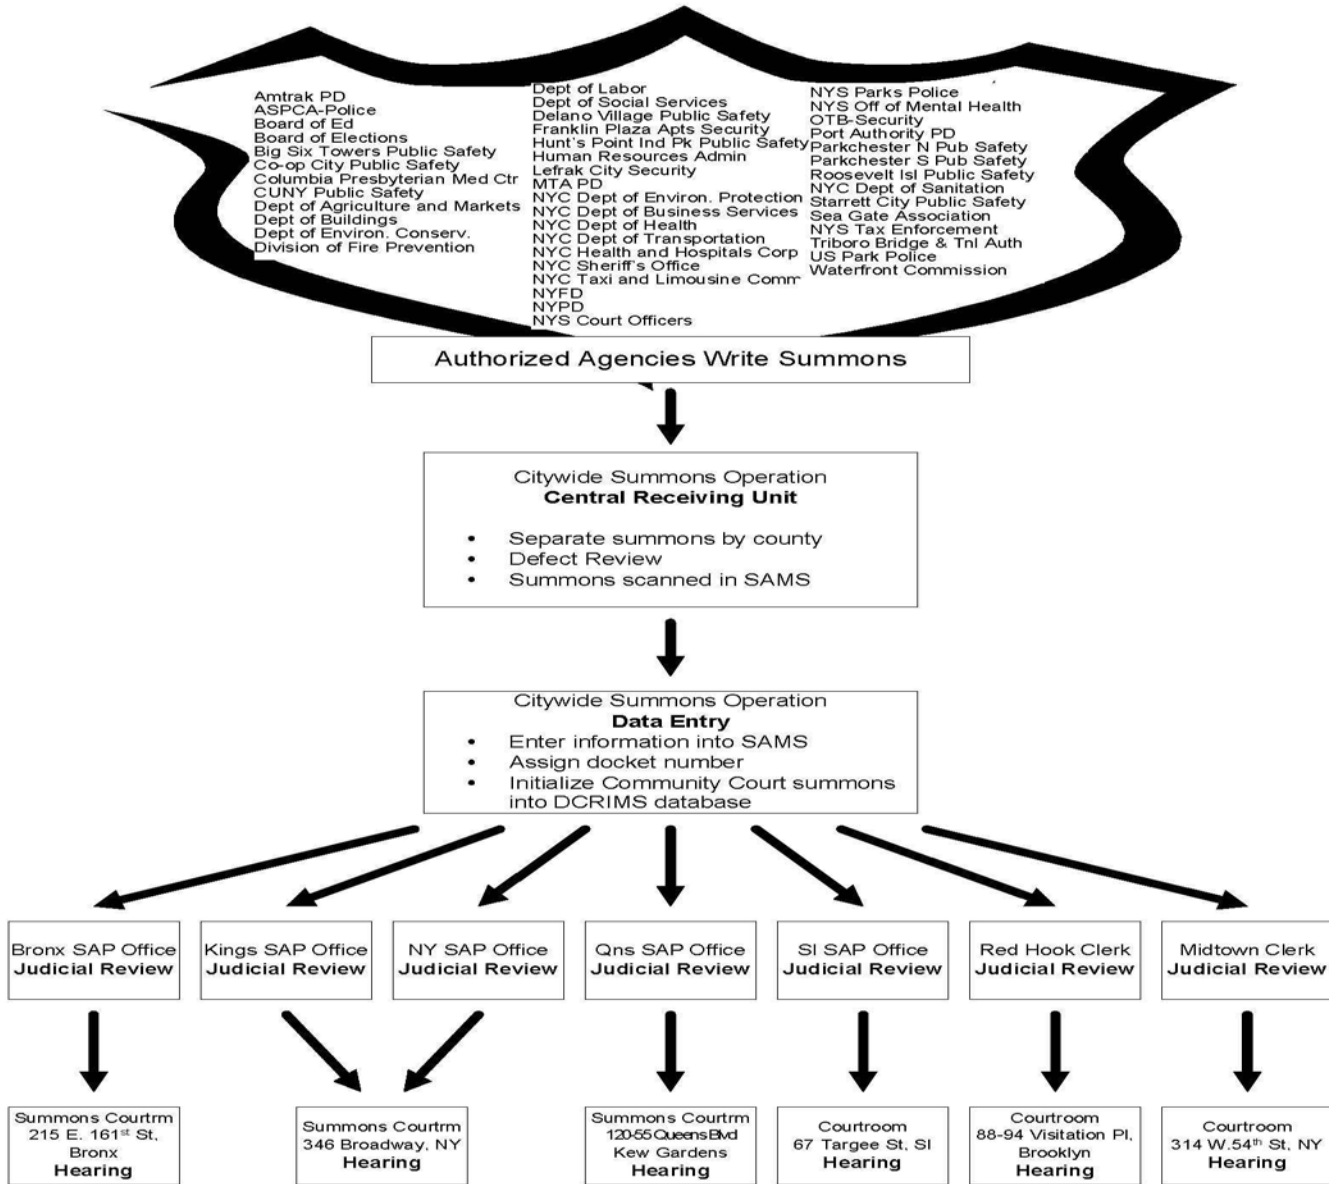 Amtrak PD
ASPCA-Police
Board of Ed
Board of Elections
Big Six Towers Public Safety
Co-op City Public Safety
Columbia Presbyterian Med Ctr
CUNY Public Safety
Dept of Agriculture and Markets
Dept of Buildings
Dept of Environ. Conserv.
Division of Fire Prevention
Dept of Labor
Dept of Social Services
Delano Village Public Safety
Franklin Plaza Apts Security
Hunt's Point Ind Pk Public Safety
Human Resources Admin
Lefrak City Security
MTA PD
NYC Dept of Environ. Protection
NYC Dept of Business Services
NYC Dept of Health
NYC Dept of Transportation
NYC Health and Hospitals Corp
NYC Sheriff's Office
NYC Taxi and Limousine Comm
NYFD
NYPD
NYS Court Officers
NYS Parks Police
NYS Off of Mental Health
OTB-Security
Port Authority PD
Parkchester N Pub Safety
Parkchester S Pub Safety
Roosevelt Isl Public Safety
NYC Dept of Sanitation
Starrett City Public Safety
Sea Gate Association
NYS Tax Enforcement
Triboro Bridge & Tnl Auth
US Park Police
Waterfront Commission
Authorized Agencies Write Summons
Citywide Summons Operation
Central Receiving Unit
• Separate summons by county
• Defect Review
• Summons scanned in SAMS
Citywide Summons Operation
Data Entry
• Enter information into SAMS
• Assign docket number
• Initialize Community Court summons
into DCRIMS database
Bronx SAP Office
Judicial Review
Kings SAP Office
Judicial Review
NY SAP Office
Judicial Review
Qns SAP Office
Judicial Review
SI SAP Office
Judicial Review
Red Hook Clerk
Judicial Review
Midtown Clerk
Judicial Review
Summons Courtrm
215 E. 161st St,
Bronx
Hearing
Summons Courtrm
346 Broadway, NY
Hearing
Summons Courtrm
120-55 Queens Blvd
Kew Gardens
Hearing
Courtroom
67 Targee St, SI
Hearing
Courtroom
88-94 Visitation Pl,
Brooklyn
Hearing
Courtroom
314 W.54th St, NY
Hearing